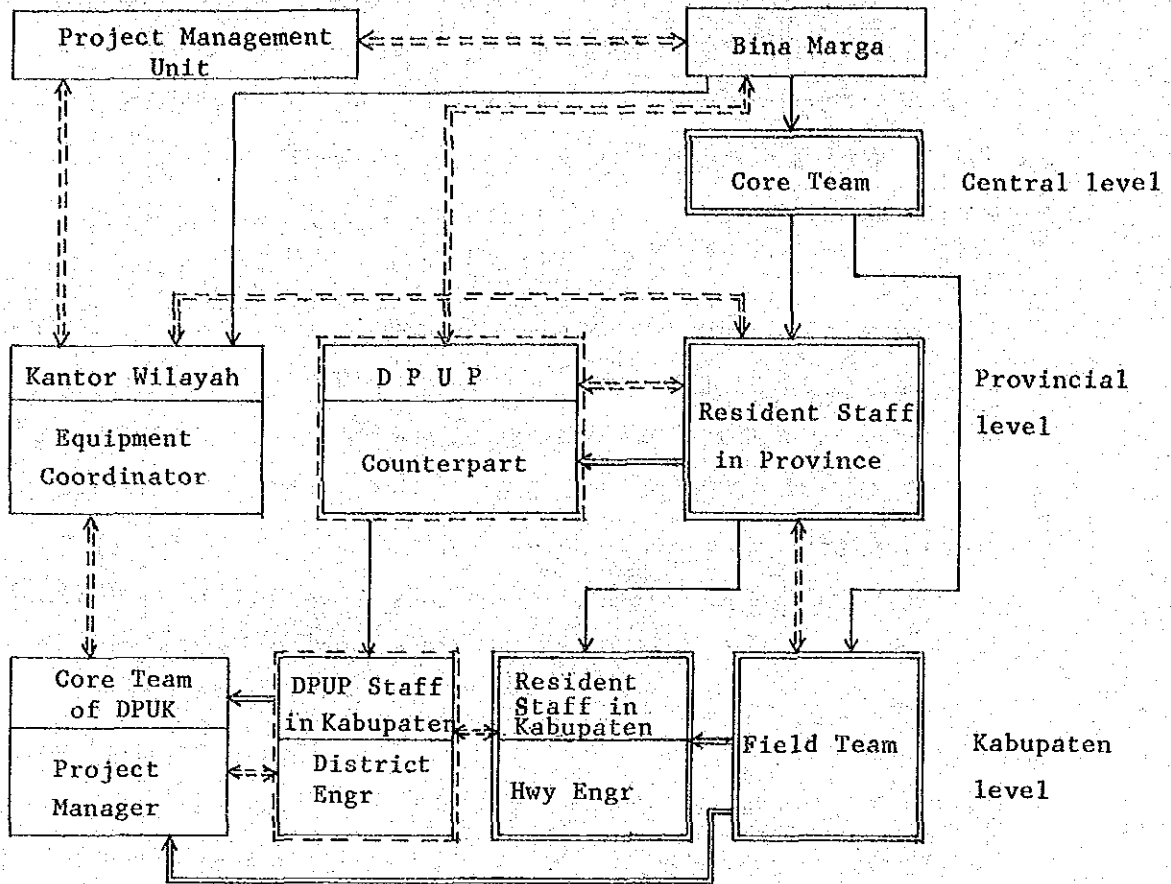 Project Management
Unit
Bina Marga
Core Team
Central level
Kantor Wilayah
Equipment
Coordinator
D P U P
Counterpart
Resident Staff
in Province
Provincial
level
Core Team
of DPUK
Project
Manager
DPUP Staff
in Kabupaten
District
Engr
Resident
Staff in
Kabupaten
Hwy Engr
Field Team
Kabupaten
level